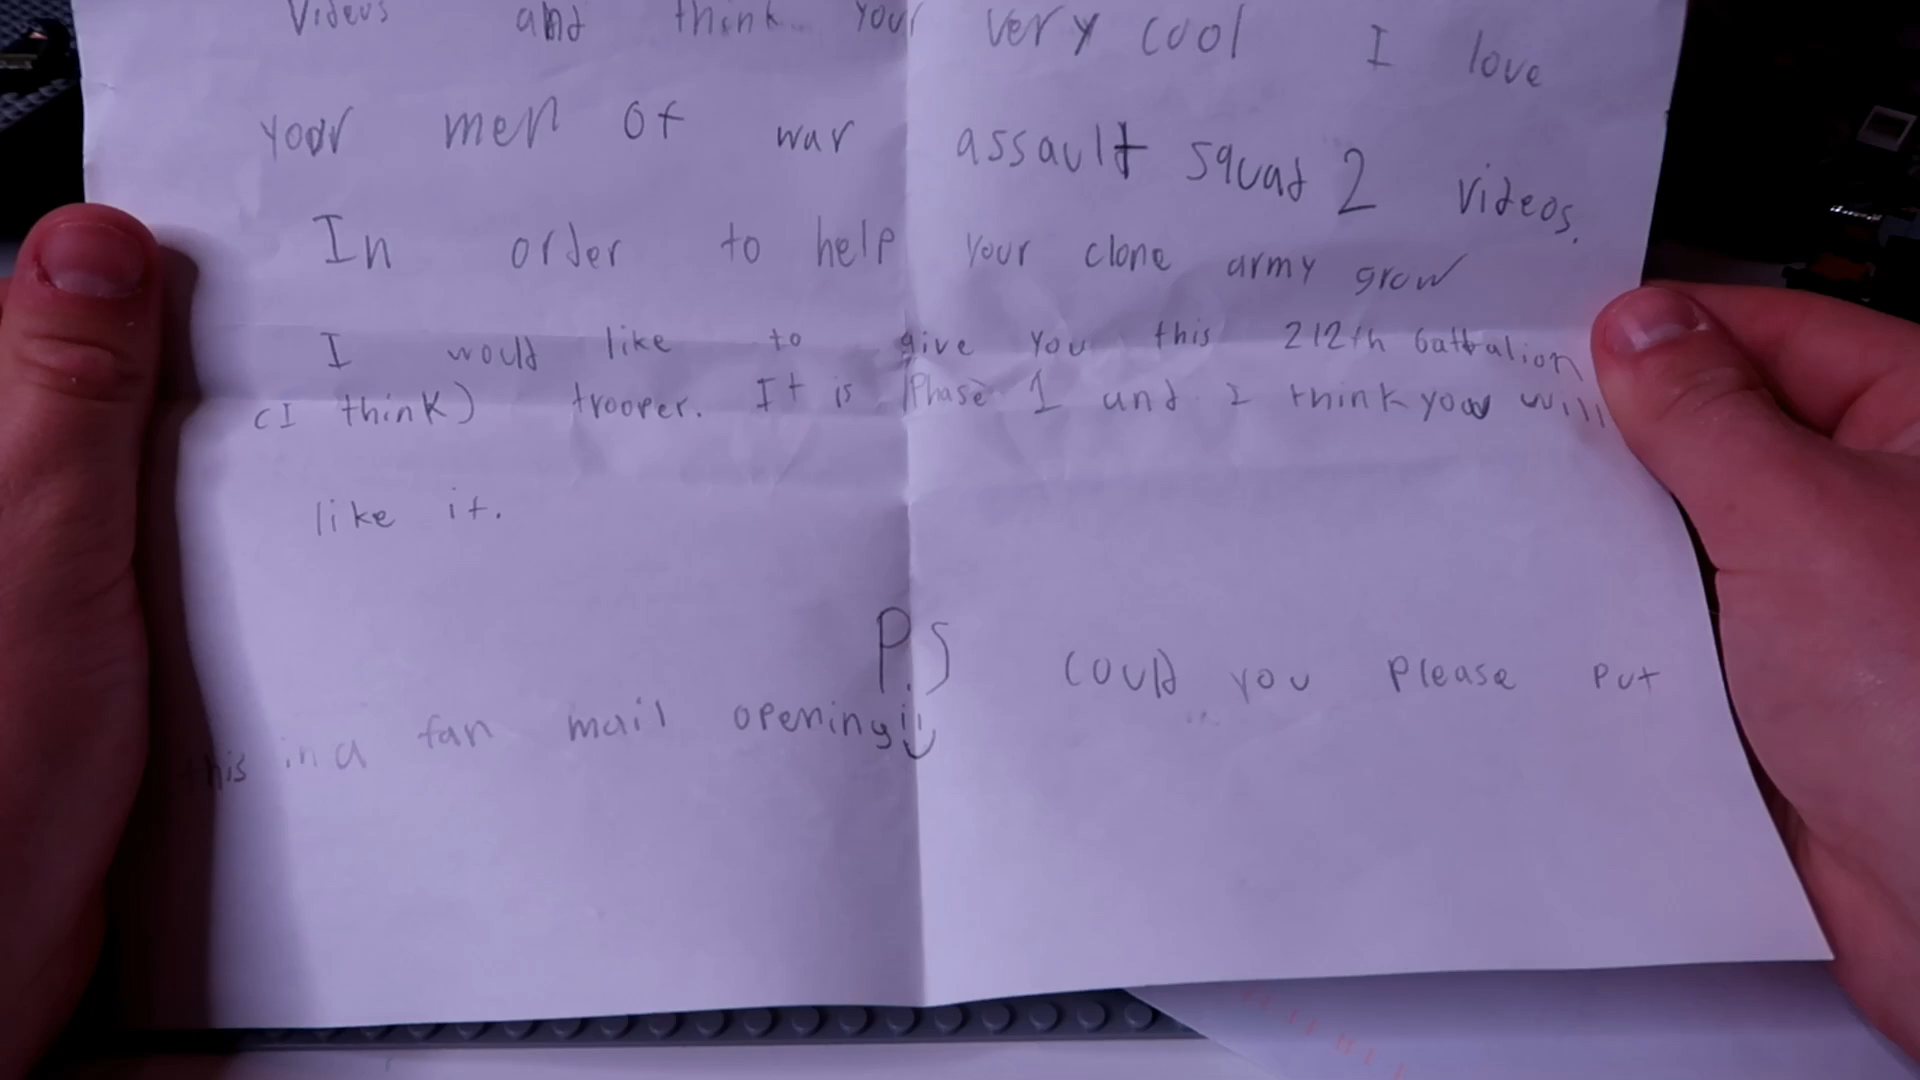 Videos and think your very cool I love
your men of war assault squad 2 videos.
In order to help your clone army grow
I would like to give you this 212th battalion
(I think) trooper. It is Phase 1 and I think you will
like it.
P.S Could you please put
this in a fan mail opening :)